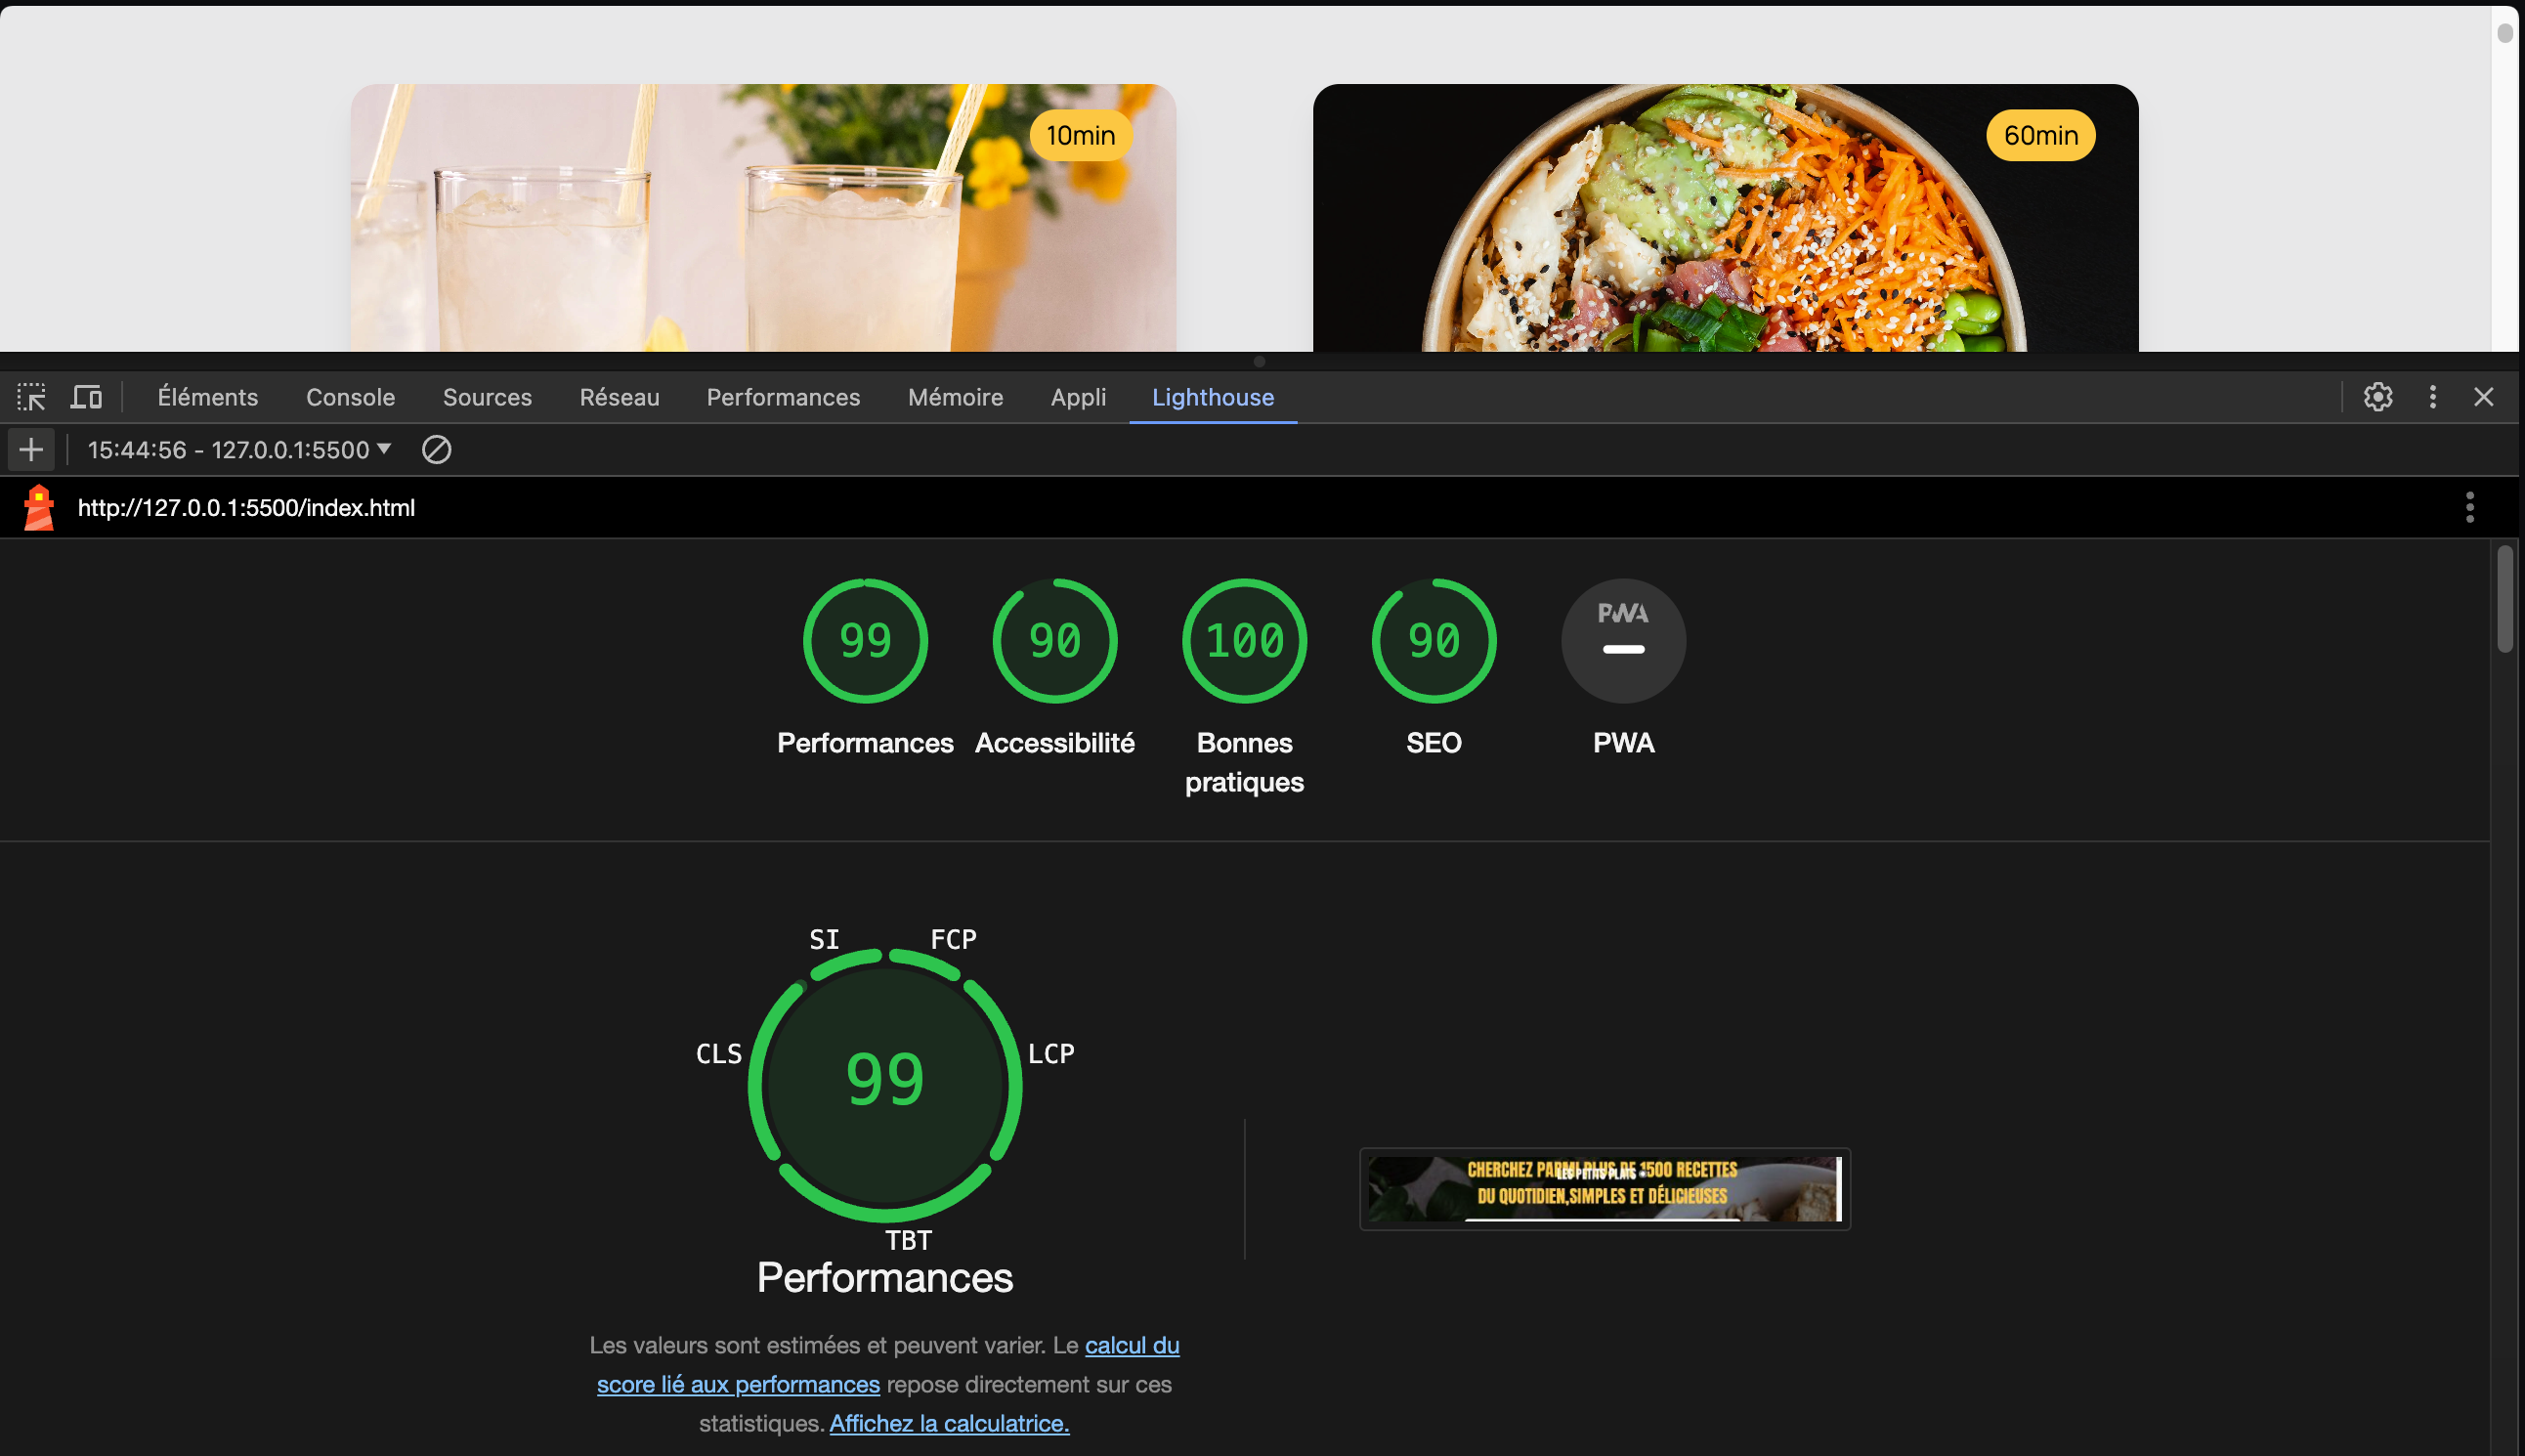 10min
60min
Éléments Console Sources Réseau Performances Mémoire Appli Lighthouse
15:44:56 - 127.0.0.1:5500
http://127.0.0.1:5500/index.html
99 90 100 90 PWA
Performances Accessibilité Bonnes pratiques SEO PWA
SI FCP
CLS LCP
99
TBT
Performances
Les valeurs sont estimées et peuvent varier. Le calcul du
score lié aux performances repose directement sur ces
statistiques. Affichez la calculatrice.
CHERCHEZ PARMI PLUS DE 1500 RECETTES
LES PETITS PLATS
DU QUOTIDIEN,SIMPLES ET DÉLICIEUSES